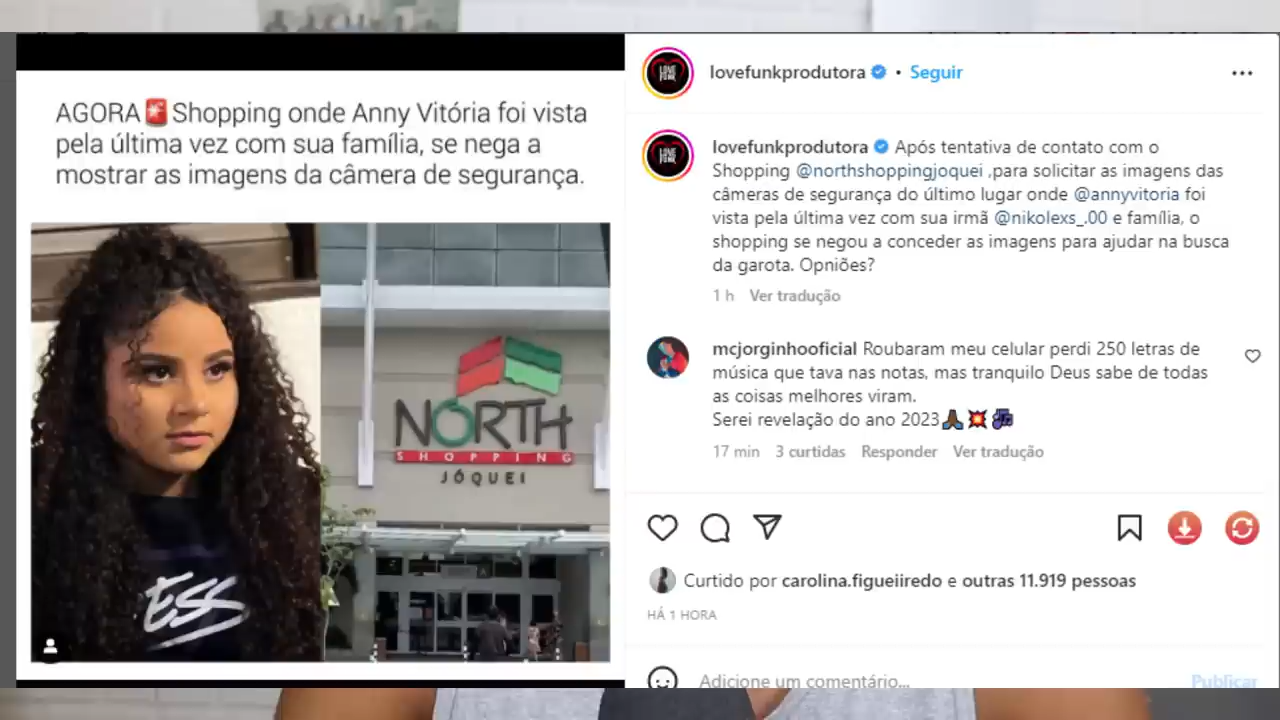 AGORA🚨Shopping onde Anny Vitória foi vista
pela última vez com sua família, se nega a
mostrar as imagens da câmera de segurança.
NORTH
SHOPPING
JÓQUEI
ESS
lovefunkprodutora • Seguir
LOVE
FUNK
lovefunkprodutora Após tentativa de contato com o
Shopping @northshoppingjoquei ,para solicitar as imagens das
câmeras de segurança do último lugar onde @annyvitoria foi
vista pela última vez com sua irmã @nikolexs_.00 e família, o
shopping se negou a conceder as imagens para ajudar na busca
da garota. Opniões?
LOVE
FUNK
1 h Ver tradução
mcjorginhooficial Roubaram meu celular perdi 250 letras de
música que tava nas notas, mas tranquilo Deus sabe de todas
as coisas melhores viram.
Serei revelação do ano 2023🙏🏾💥🎶
17 min 3 curtidas Responder Ver tradução
Curtido por carolina.figueiiredo e outras 11.919 pessoas
HÁ 1 HORA
Adicione um comentário... Publicar